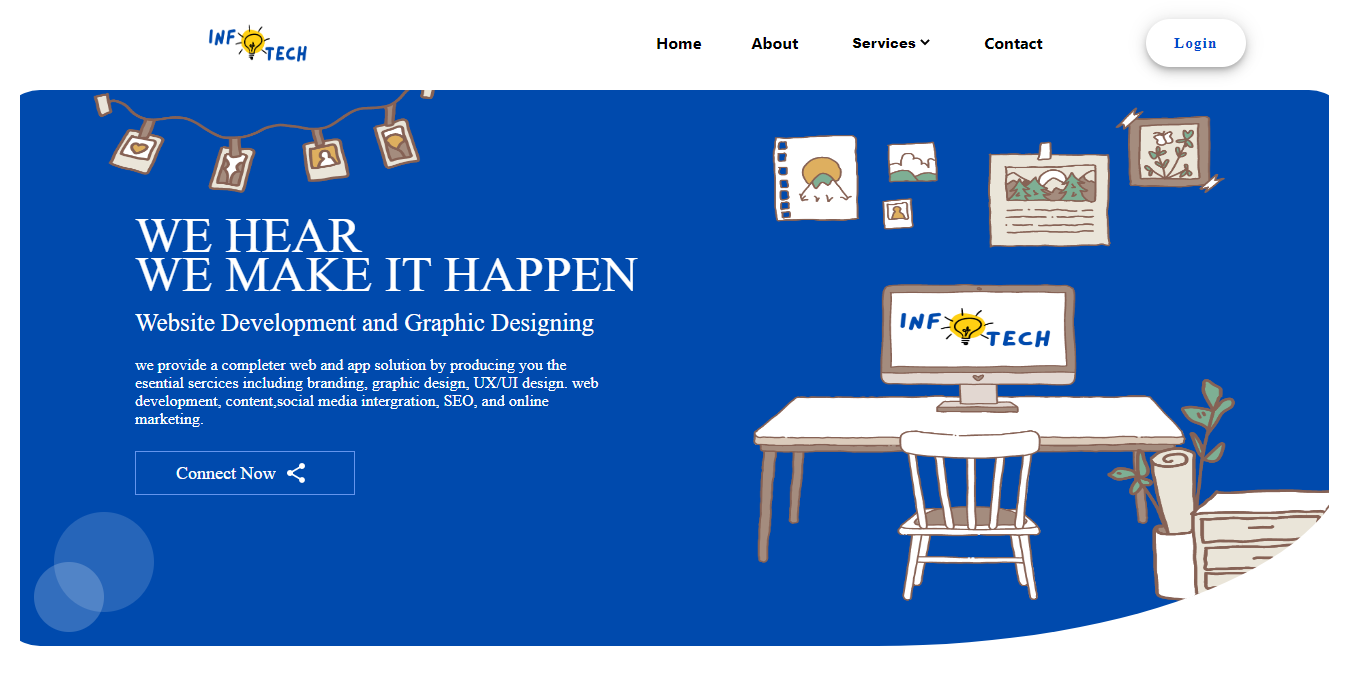 INF TECH
Home About Services Contact Login
WE HEAR
WE MAKE IT HAPPEN
Website Development and Graphic Designing
we provide a completer web and app solution by producing you the
esential sercices including branding, graphic design, UX/UI design. web
development, content,social media intergration, SEO, and online
marketing.
Connect Now
INF TECH